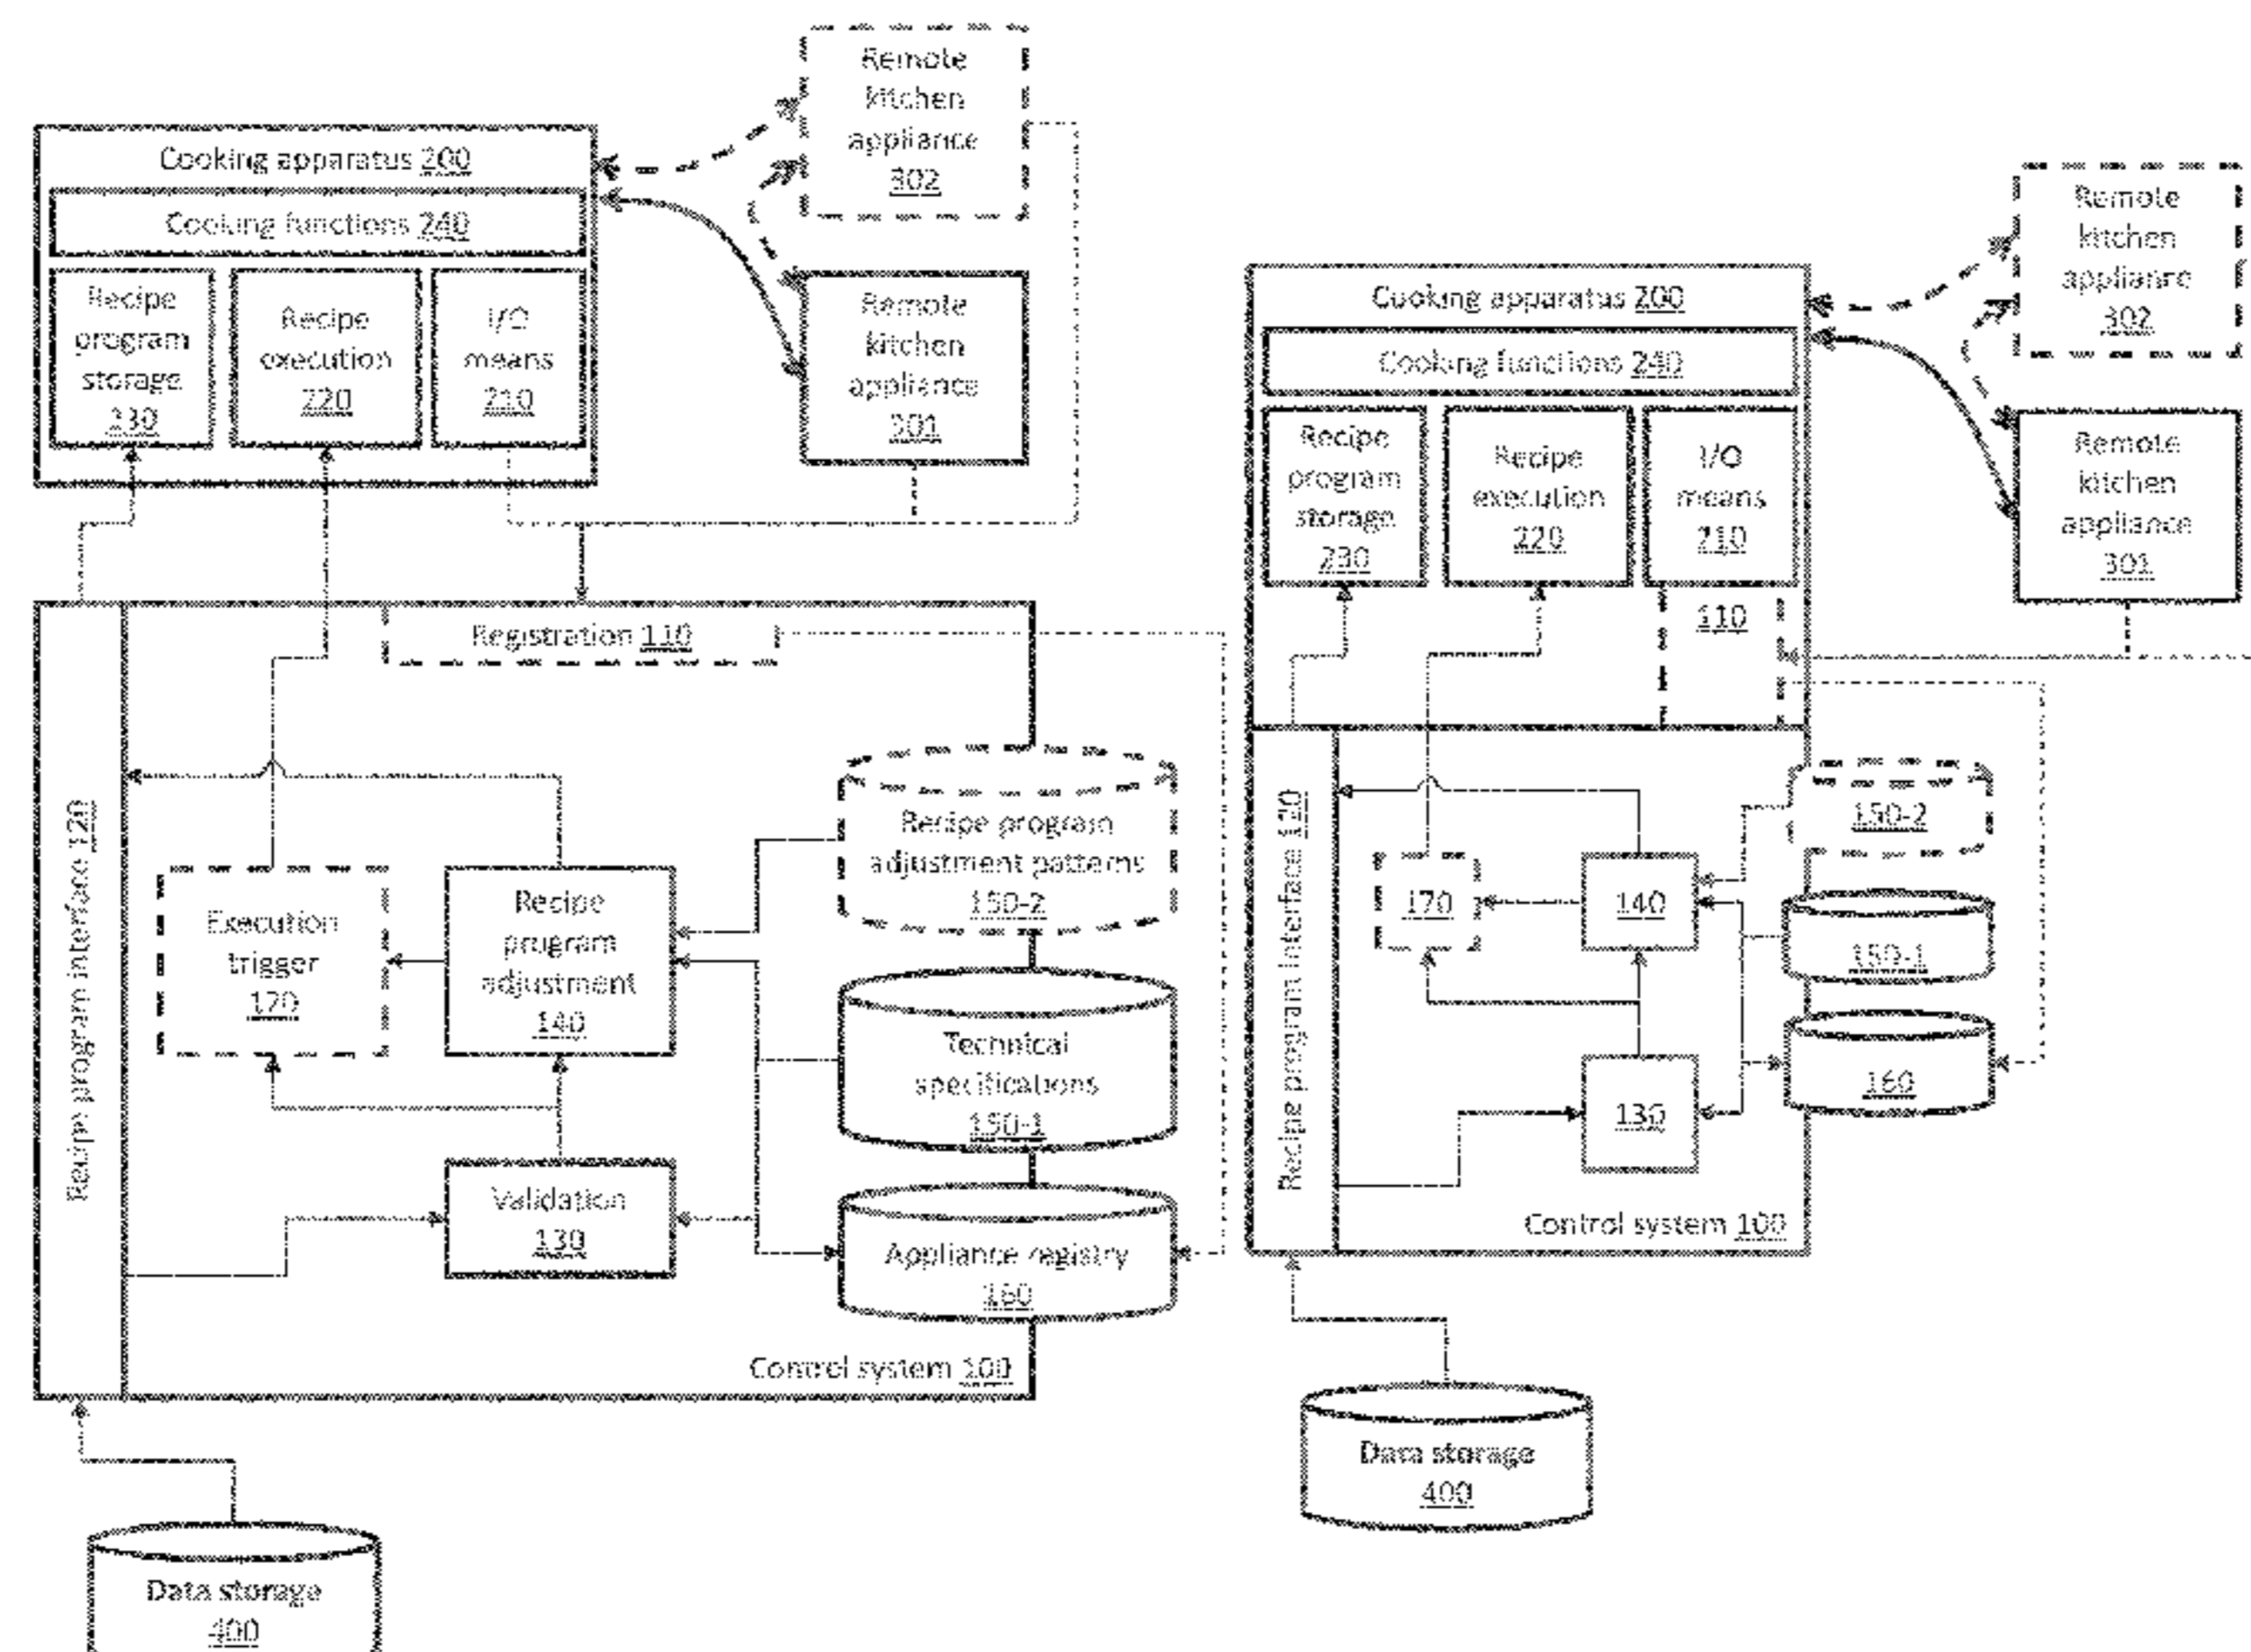 Remote
kitchen
appliance
302
Cooking apparatus 200
Cooking functions 240
Recipe
program
storage
230
Recipe
execution
220
I/O
means
210
Remote
kitchen
appliance
301
Registration 110
Recipe program interface 120
Execution
trigger
170
Recipe
program
adjustment
140
Recipe program
adjustment patterns
150-2
Technical
specifications
150-1
Validation
130
Appliance registry
160
Control system 100
Data storage
400
Remote
kitchen
appliance
302
Cooking apparatus 200
Cooking functions 240
Recipe
program
storage
230
Recipe
execution
220
I/O
means
210
Remote
kitchen
appliance
301
110
Recipe program interface 120
150-2
170
140
150-1
160
130
Control system 100
Data storage
400